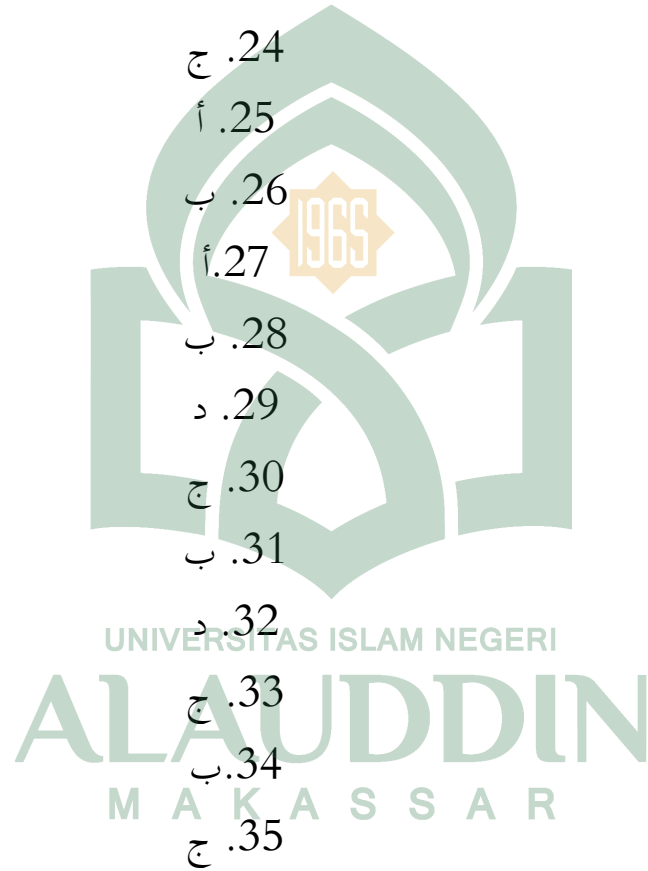 24. ج
25. أ
26. ب
1965
27.أ
28. ب
29. د
30. ج
31. ب
32. د
UNIVERSITAS ISLAM NEGERI
33. ج
ALAUDDIN
34.ب
MAKASSAR
35. ج